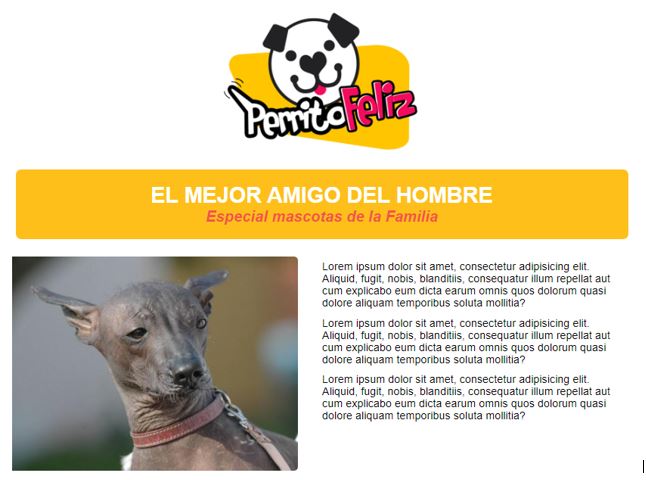 PerritoFeliz
EL MEJOR AMIGO DEL HOMBRE
Especial mascotas de la Familia
Lorem ipsum dolor sit amet, consectetur adipisicing elit.
Aliquid, fugit, nobis, blanditiis, consequatur illum repellat aut
cum explicabo eum dicta earum omnis quos dolorum quasi
dolore aliquam temporibus soluta mollitia?
Lorem ipsum dolor sit amet, consectetur adipisicing elit.
Aliquid, fugit, nobis, blanditiis, consequatur illum repellat aut
cum explicabo eum dicta earum omnis quos dolorum quasi
dolore aliquam temporibus soluta mollitia?
Lorem ipsum dolor sit amet, consectetur adipisicing elit.
Aliquid, fugit, nobis, blanditiis, consequatur illum repellat aut
cum explicabo eum dicta earum omnis quos dolorum quasi
dolore aliquam temporibus soluta mollitia?